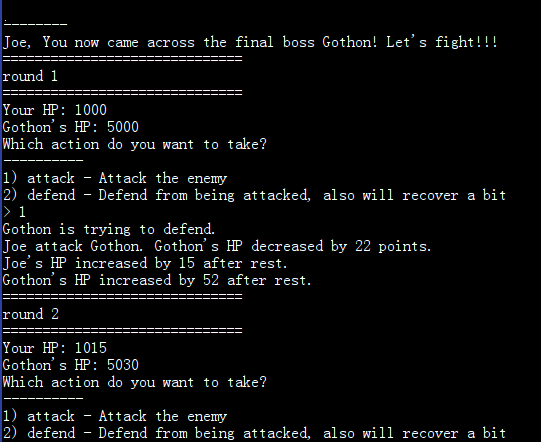 .--------
Joe, You now came across the final boss Gothon! Let's fight!!!
==============================
round 1
==============================
Your HP: 1000
Gothon's HP: 5000
Which action do you want to take?
----------
1) attack - Attack the enemy
2) defend - Defend from being attacked, also will recover a bit
> 1
Gothon is trying to defend.
Joe attack Gothon. Gothon's HP decreased by 22 points.
Joe's HP increased by 15 after rest.
Gothon's HP increased by 52 after rest.
==============================
round 2
==============================
Your HP: 1015
Gothon's HP: 5030
Which action do you want to take?
----------
1) attack - Attack the enemy
2) defend - Defend from being attacked, also will recover a bit